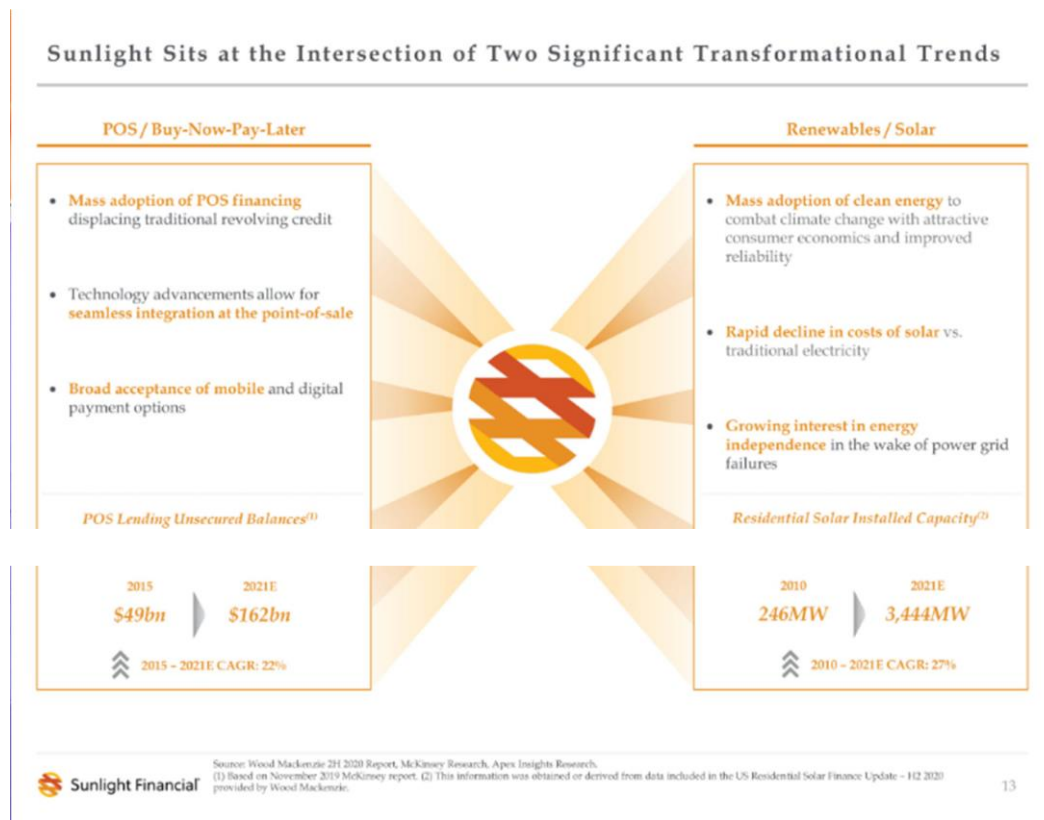 Sunlight Sits at the Intersection of Two Significant Transformational Trends
POS / Buy-Now-Pay-Later
• Mass adoption of POS financing
displacing traditional revolving credit
• Technology advancements allow for
seamless integration at the point-of-sale
• Broad acceptance of mobile and digital
payment options
POS Lending Unsecured Balances(1)
2015
2021E
$49bn
$162bn
2015 – 2021E CAGR: 22%
Renewables / Solar
• Mass adoption of clean energy to
combat climate change with attractive
consumer economics and improved
reliability
• Rapid decline in costs of solar vs.
traditional electricity
• Growing interest in energy
independence in the wake of power grid
failures
Residential Solar Installed Capacity(2)
2010
2021E
246MW
3,444MW
2010 – 2021E CAGR: 27%
Sunlight Financial
Source: Wood Mackenzie 2H 2020 Report, McKinsey Research, Apex Insights Research.
(1) Based on November 2019 McKinsey report. (2) This information was obtained or derived from data included in the US Residential Solar Finance Update – H2 2020
provided by Wood Mackenzie.
13